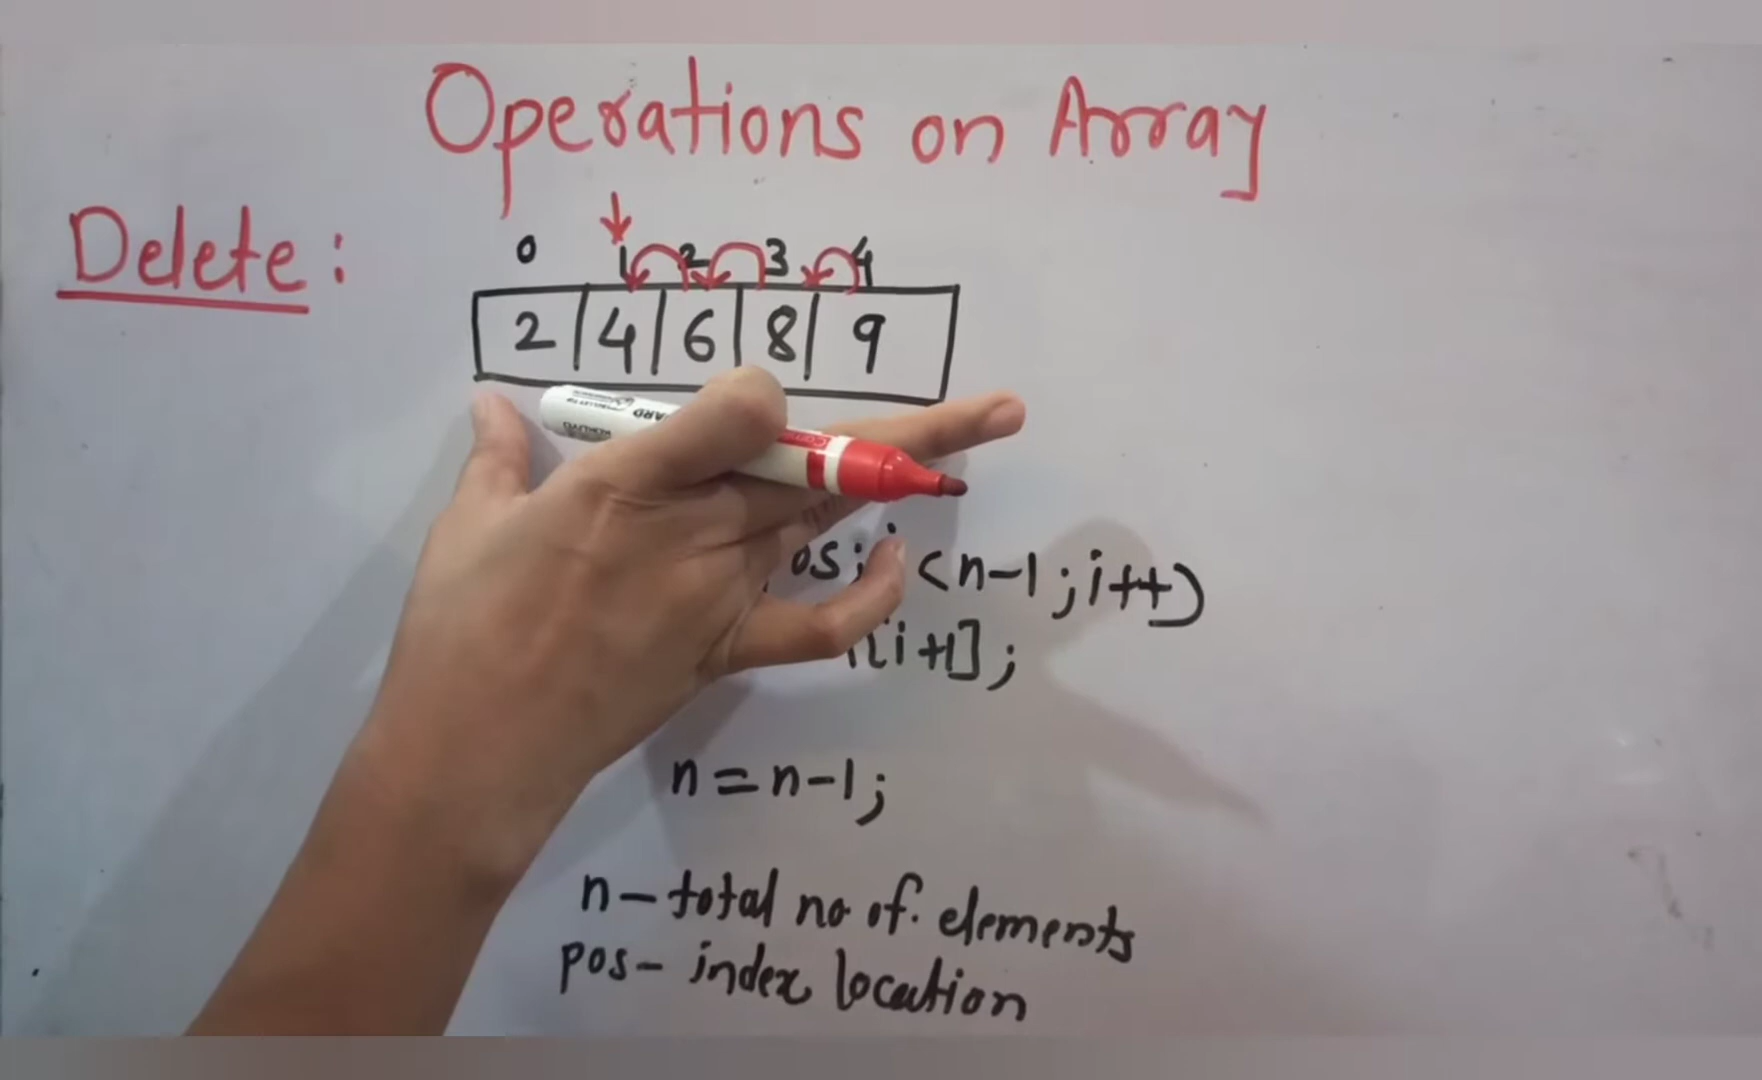 Operations on Array
Delete:
0 1 2 3 4
2 4 6 8 9
os; i<n-1; i++)
[i+1];
n=n-1;
n-total no. of. elements
pos- index location